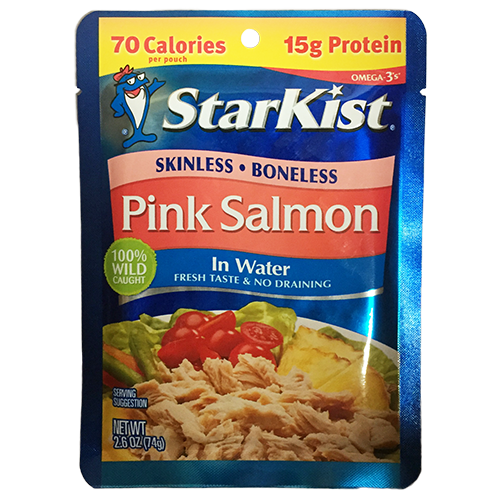 70 Calories
per pouch
15g Protein
OMEGA-3's*
StarKist®
SKINLESS • BONELESS
Pink Salmon
100%
WILD
CAUGHT
In Water
FRESH TASTE & NO DRAINING
SERVING
SUGGESTION
NET WT
2.6 OZ (74g)